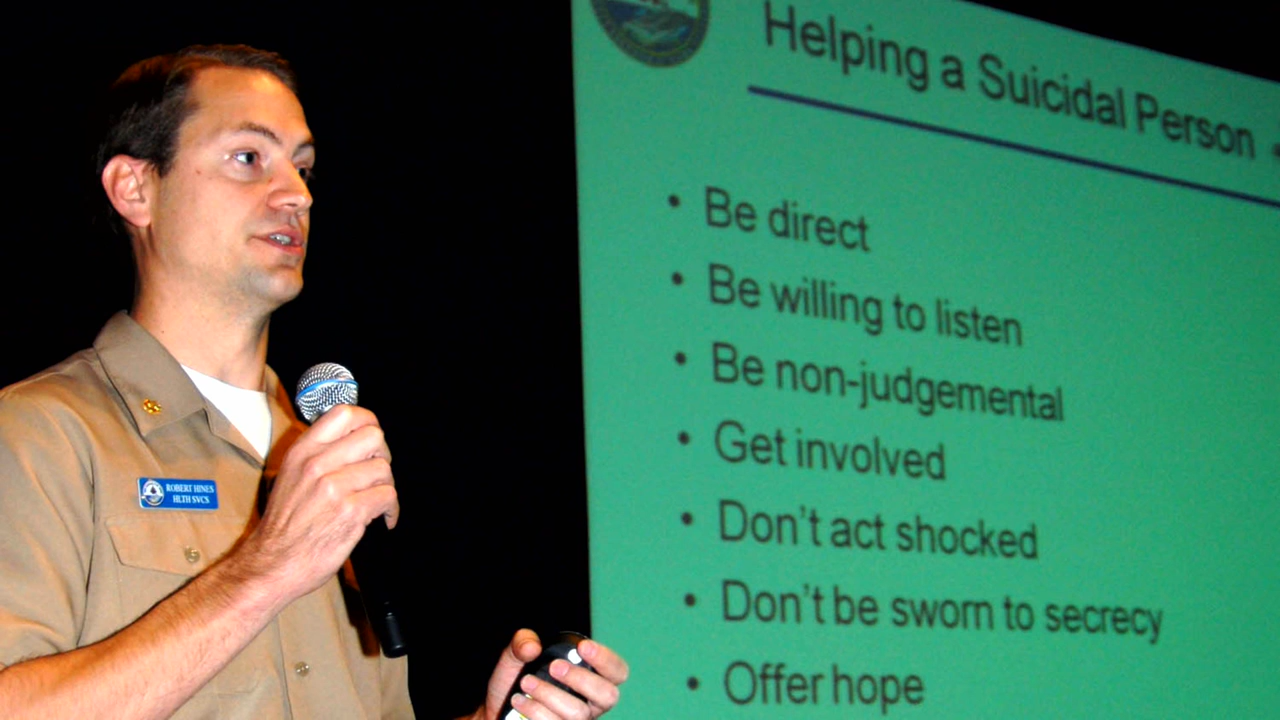 Helping a Suicidal Person
• Be direct
• Be willing to listen
• Be non-judgemental
• Get involved
• Don't act shocked
• Don't be sworn to secrecy
• Offer hope
ROBERT HINES
HLTH SVCS